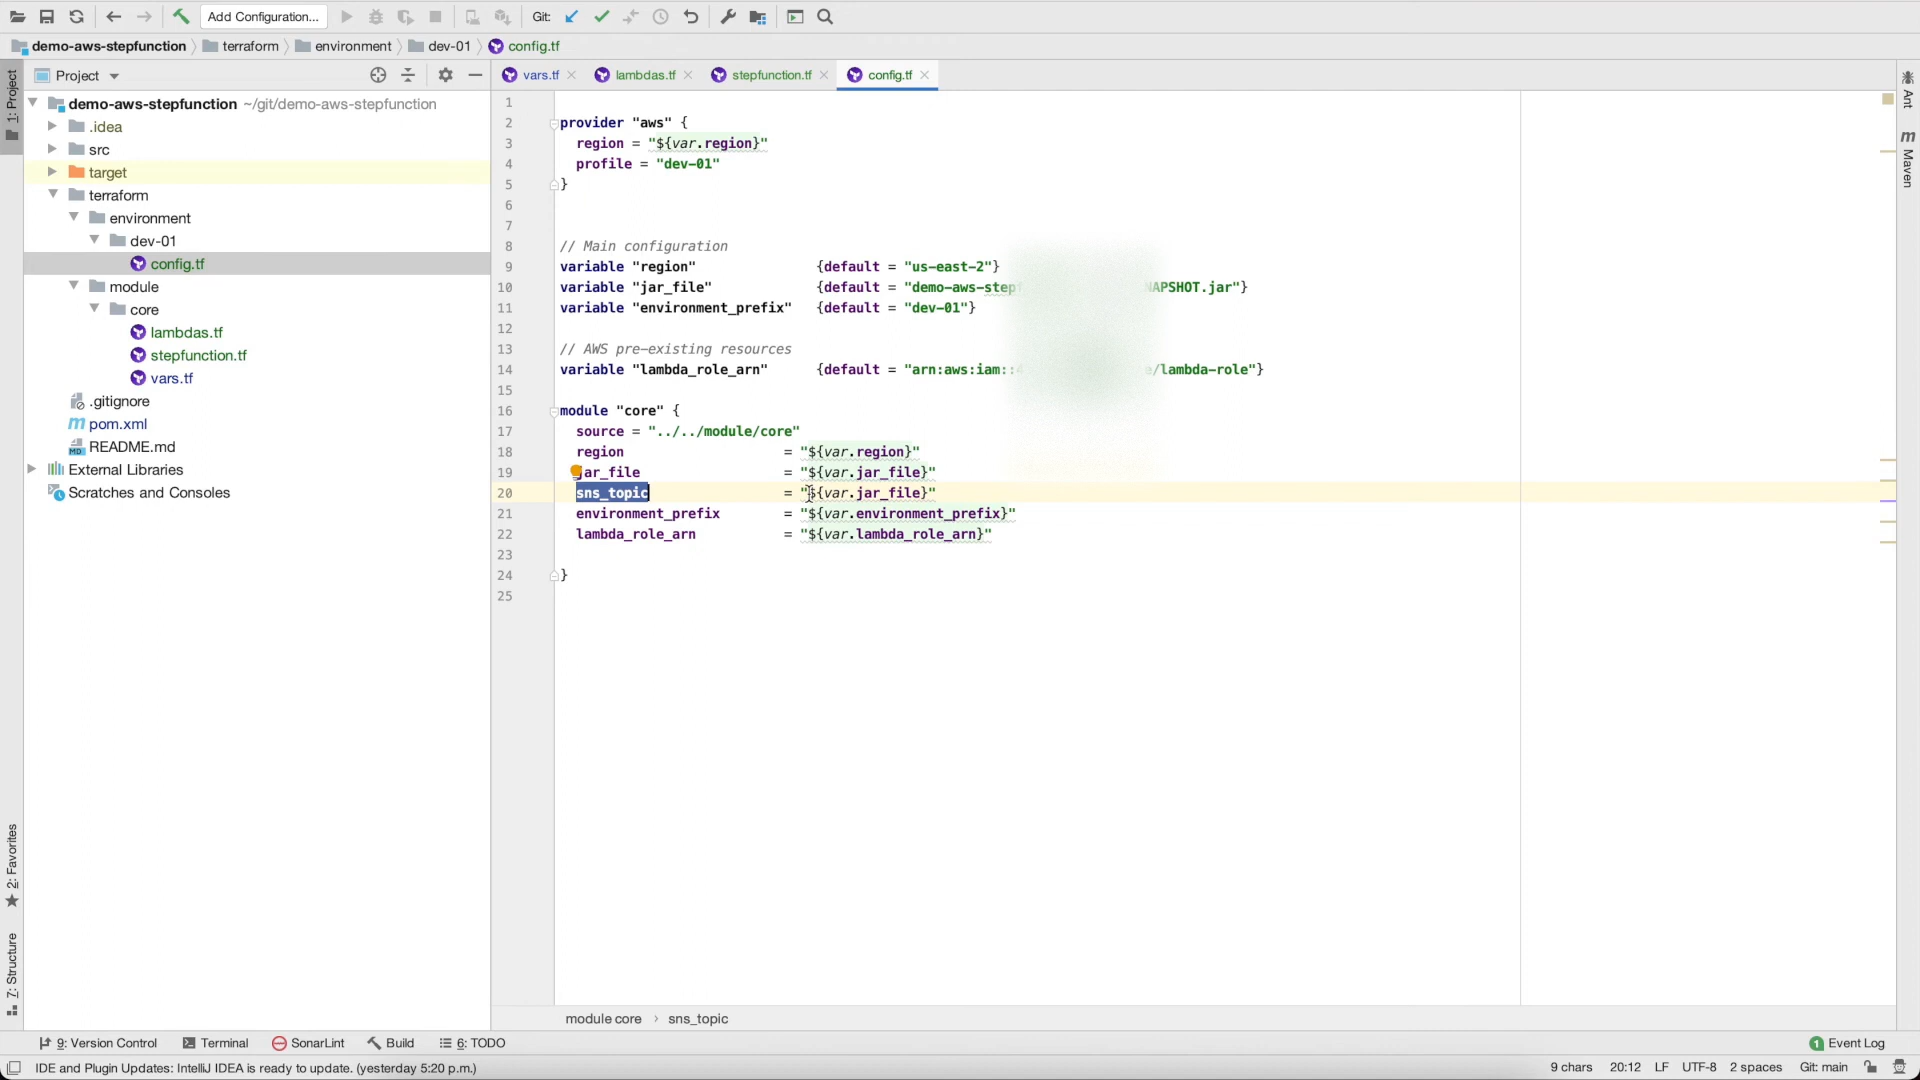 Add Configuration...
Git:
demo-aws-stepfunction
terraform
environment
dev-01
config.tf
Project
vars.tf
lambdas.tf
stepfunction.tf
config.tf
1: Project
demo-aws-stepfunction ~/git/demo-aws-stepfunction
.idea
src
target
terraform
environment
dev-01
config.tf
module
core
lambdas.tf
stepfunction.tf
vars.tf
.gitignore
pom.xml
README.md
External Libraries
Scratches and Consoles
1
2 provider "aws" {
3 region = "${var.region}"
4 profile = "dev-01"
5 }
6
7
8 // Main configuration
9 variable "region" {default = "us-east-2"}
10 variable "jar_file" {default = "demo-aws-stepf NAPSHOT.jar"}
11 variable "environment_prefix" {default = "dev-01"}
12
13 // AWS pre-existing resources
14 variable "lambda_role_arn" {default = "arn:aws:iam:: /lambda-role"}
15
16 module "core" {
17 source = "../../module/core"
18 region = "${var.region}"
19 jar_file = "${var.jar_file}"
20 sns_topic = "${var.jar_file}"
21 environment_prefix = "${var.environment_prefix}"
22 lambda_role_arn = "${var.lambda_role_arn}"
23
24 }
25
Ant
m Maven
2: Favorites
7: Structure
module core › sns_topic
9: Version Control
Terminal
SonarLint
Build
6: TODO
1 Event Log
IDE and Plugin Updates: IntelliJ IDEA is ready to update. (yesterday 5:20 p.m.)
9 chars 20:12 LF UTF-8 2 spaces Git: main